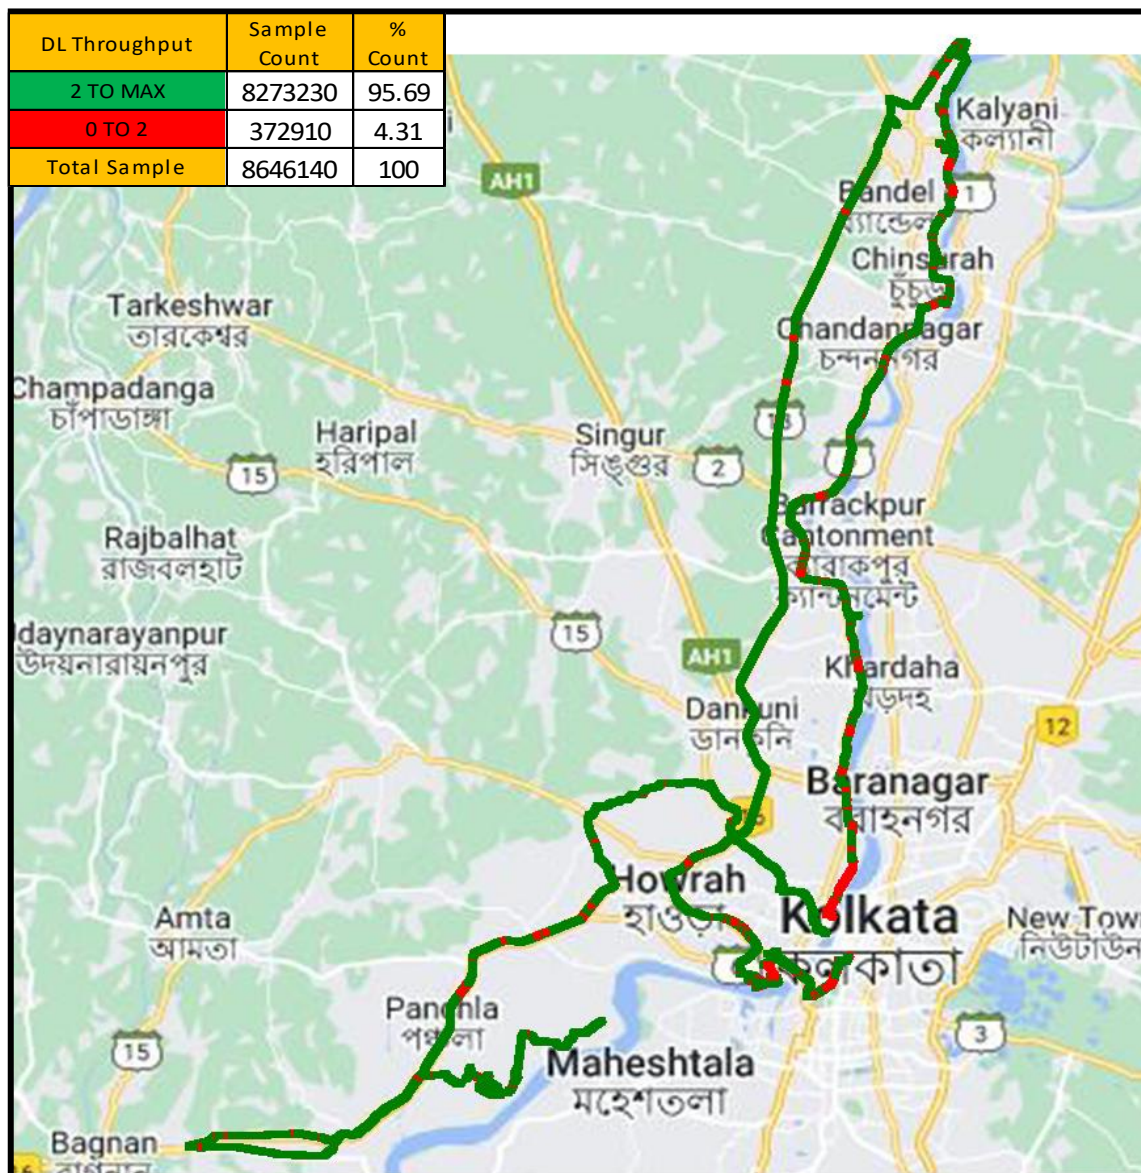 DL Throughput Sample Count % Count
2 TO MAX 8273230 95.69
0 TO 2 372910 4.31
Total Sample 8646140 100
Kalyani
কল্যানী
AH1
Bandel
1
Chinsurah
Tarkeshwar
তারকেশ্বর
Chandannagar
চন্দননগর
Champadanga
চাঁপাডাঙ্গা
13
Haripal
হরিপাল
Singur
সিঙ্গুর
15
2
Barrackpur
Cantonment
ব্যারাকপুর
ক্যান্টনমেন্ট
Rajbalhat
রাজবলহাট
15
Udaynarayanpur
উদয়নারায়নপুর
AH1
Khardaha
খড়দহ
Dankuni
ডানকুনি
12
Baranagar
বরাহনগর
16
Howrah
হাওড়া
Kolkata
কলকাতা
Amta
আমতা
New Town
নিউটাউন
Panchla
পঞ্চলা
15
3
Maheshtala
মহেশতলা
Bagnan
16